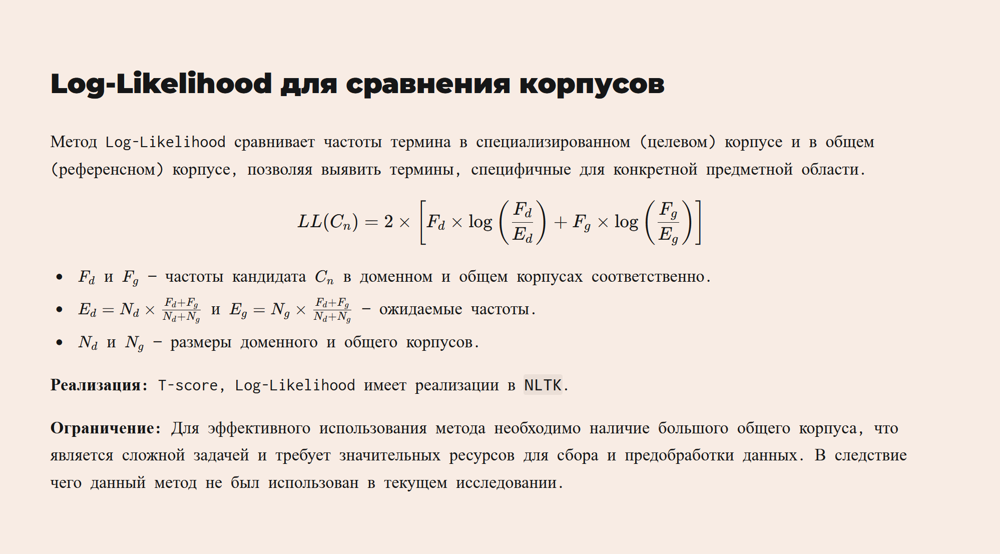 Log-Likelihood для сравнения корпусов
Метод Log-Likelihood сравнивает частоты термина в специализированном (целевом) корпусе и в общем
(референсном) корпусе, позволяя выявить термины, специфичные для конкретной предметной области.
$LL(C_n) = 2 \times \left[ F_d \times \log \left( \frac{F_d}{E_d} \right) + F_g \times \log \left( \frac{F_g}{E_g} \right) \right]$
• $F_d$ и $F_g$ – частоты кандидата $C_n$ в доменном и общем корпусах соответственно.
• $E_d = N_d \times \frac{F_d+F_g}{N_d+N_g}$ и $E_g = N_g \times \frac{F_d+F_g}{N_d+N_g}$ – ожидаемые частоты.
• $N_d$ и $N_g$ – размеры доменного и общего корпусов.
Реализация: T-score, Log-Likelihood имеет реализации в NLTK.
Ограничение: Для эффективного использования метода необходимо наличие большого общего корпуса, что
является сложной задачей и требует значительных ресурсов для сбора и предобработки данных. В следствие
чего данный метод не был использован в текущем исследовании.